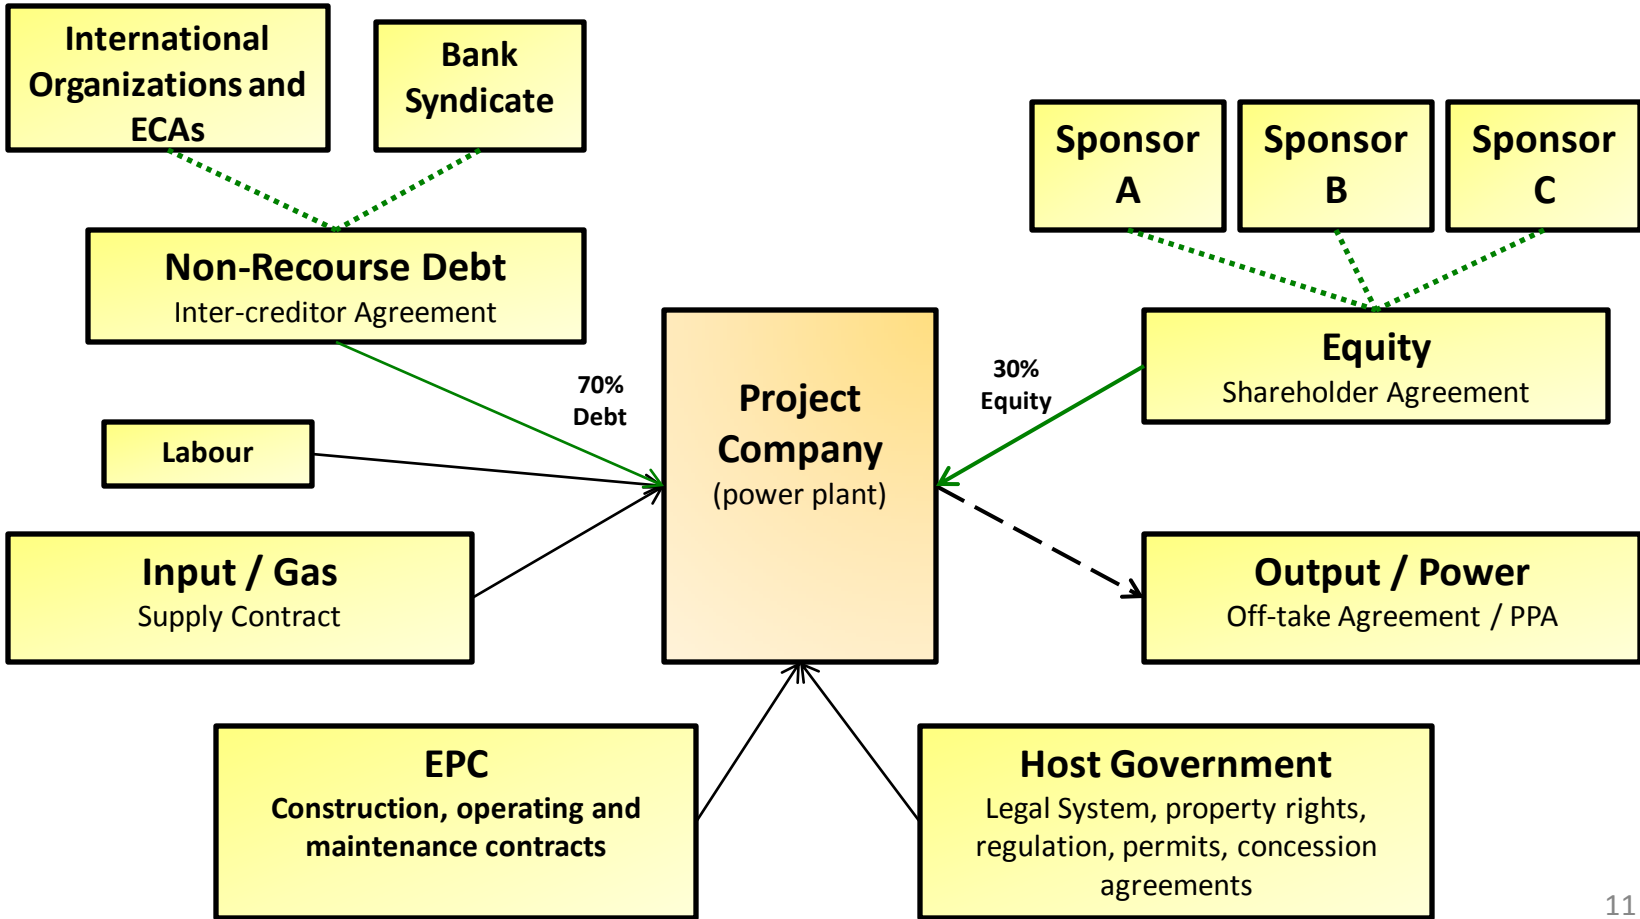 International
Organizations and
ECAs
Bank
Syndicate
Sponsor
A
Sponsor
B
Sponsor
C
Non-Recourse Debt
Inter-creditor Agreement
70%
Debt
Project
Company
(power plant)
30%
Equity
Equity
Shareholder Agreement
Labour
Input / Gas
Supply Contract
Output / Power
Off-take Agreement / PPA
EPC
Construction, operating and
maintenance contracts
Host Government
Legal System, property rights,
regulation, permits, concession
agreements
11